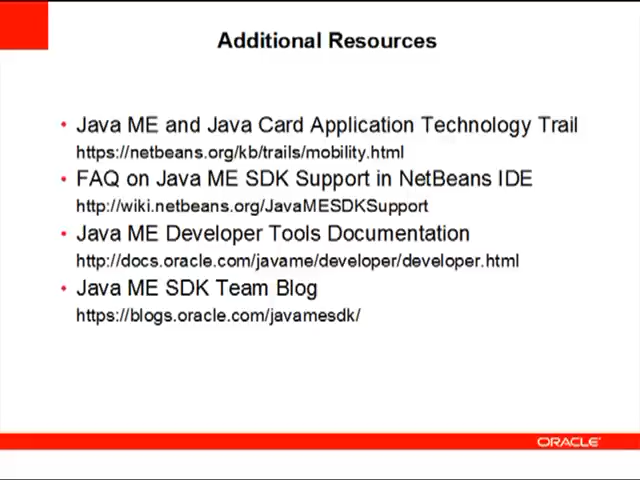 Additional Resources
• Java ME and Java Card Application Technology Trail
https://netbeans.org/kb/trails/mobility.html
• FAQ on Java ME SDK Support in NetBeans IDE
http://wiki.netbeans.org/JavaMESDKSupport
• Java ME Developer Tools Documentation
http://docs.oracle.com/javame/developer/developer.html
• Java ME SDK Team Blog
https://blogs.oracle.com/javamesdk/
ORACLE